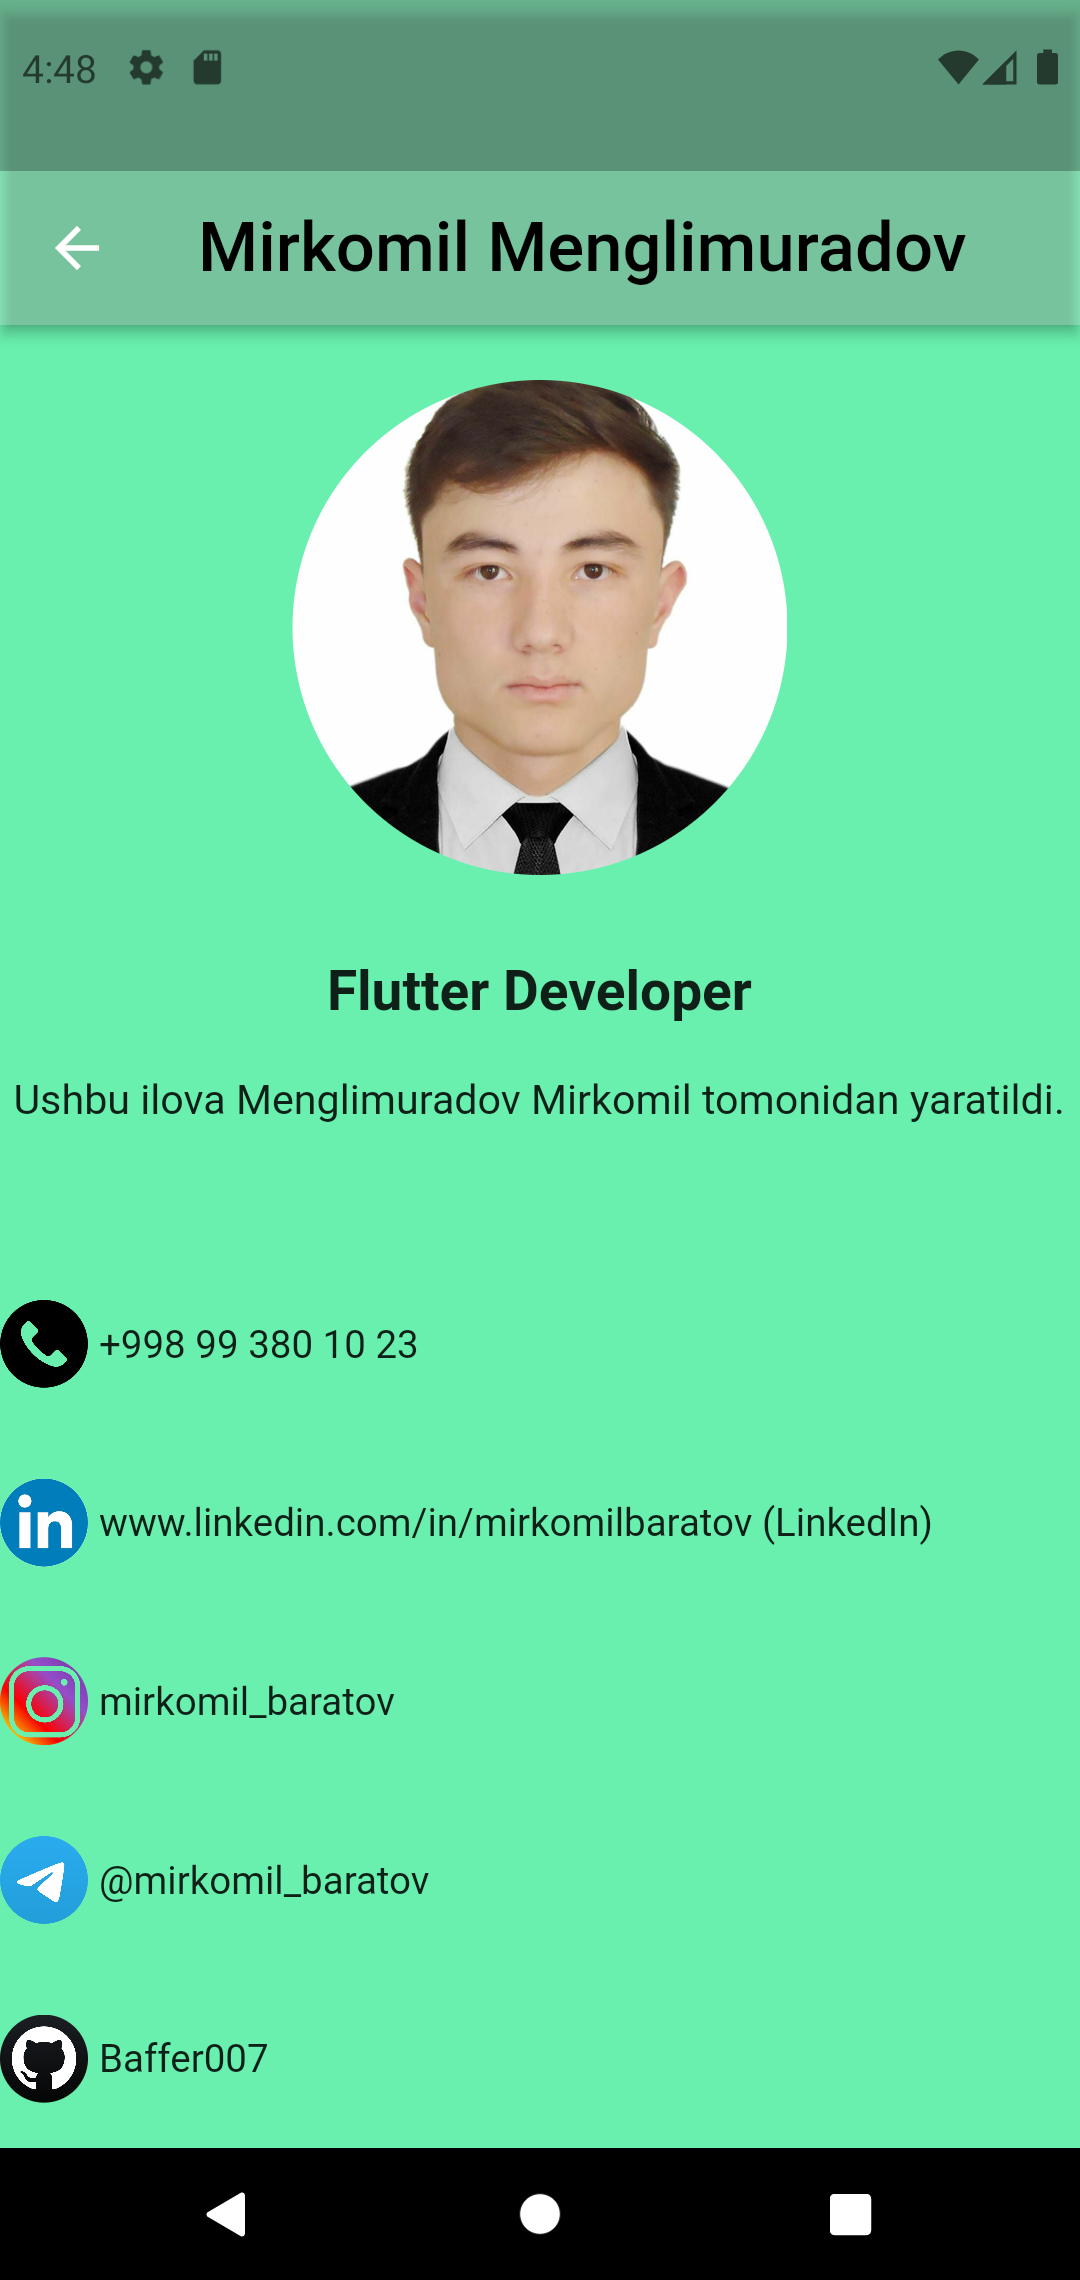 4:48
Mirkomil Menglimuradov
Flutter Developer
Ushbu ilova Menglimuradov Mirkomil tomonidan yaratildi.
+998 99 380 10 23
in www.linkedin.com/in/mirkomilbaratov (LinkedIn)
mirkomil_baratov
@mirkomil_baratov
Baffer007